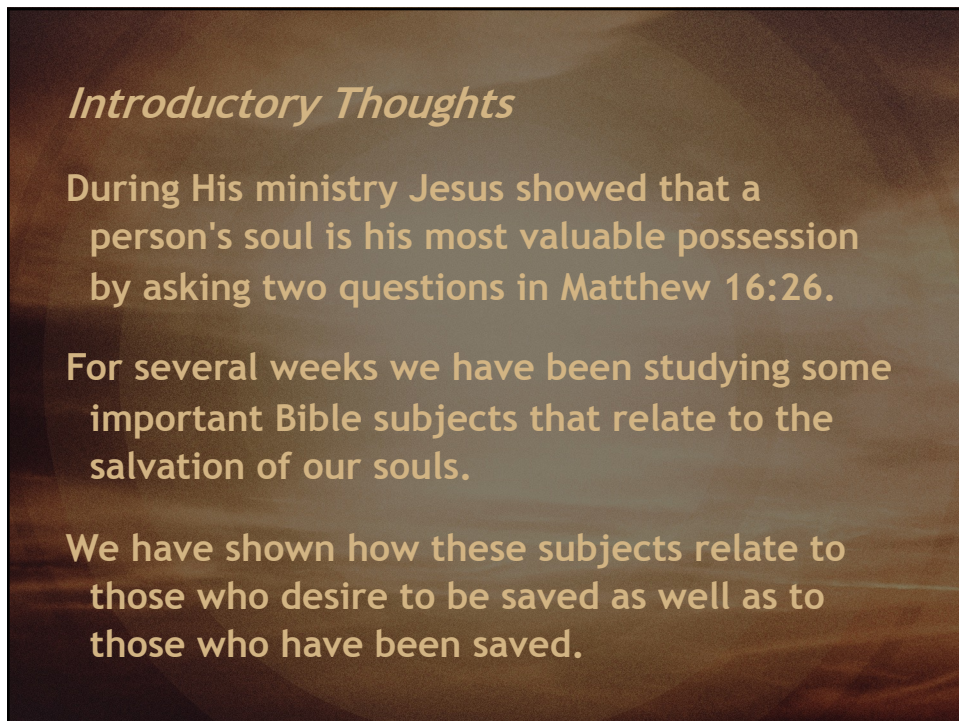 Introductory Thoughts
During His ministry Jesus showed that a
person's soul is his most valuable possession
by asking two questions in Matthew 16:26.
For several weeks we have been studying some
important Bible subjects that relate to the
salvation of our souls.
We have shown how these subjects relate to
those who desire to be saved as well as to
those who have been saved.